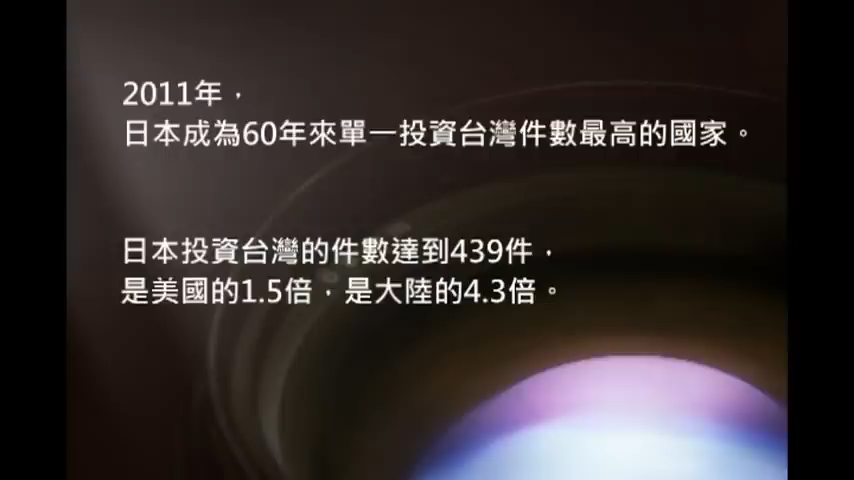 2011年，
日本成為60年來單一投資台灣件數最高的國家。
日本投資台灣的件數達到439件，
是美國的1.5倍，是大陸的4.3倍。